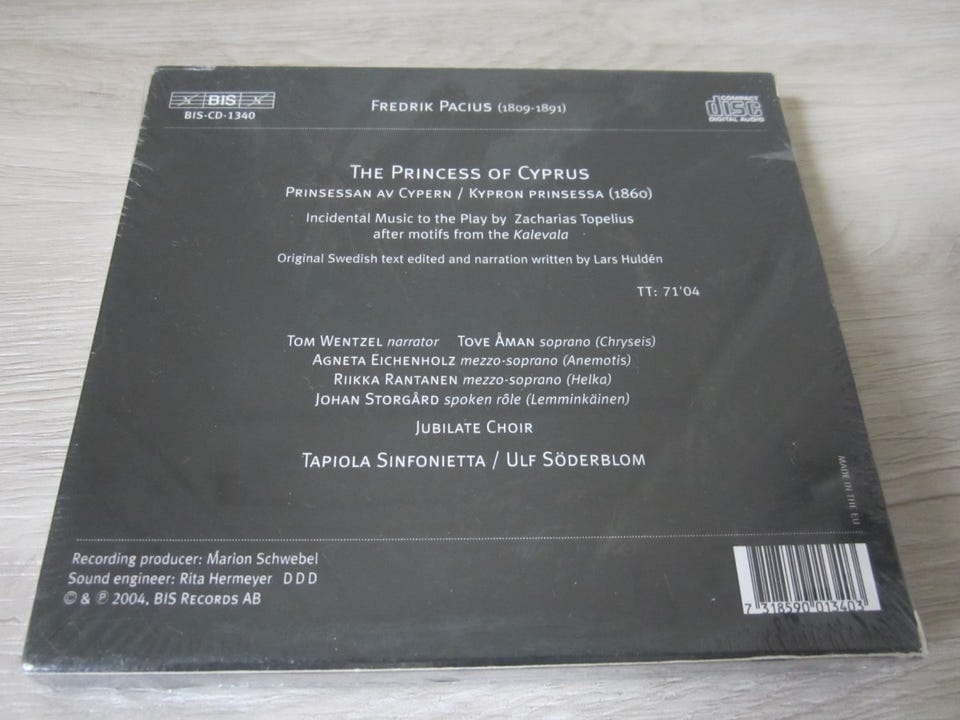 BIS
BIS-CD-1340
FREDRIK PACIUS (1809-1891)
COMPACT
disc
DIGITAL AUDIO
THE PRINCESS OF CYPRUS
PRINSESSAN AV CYPERN / KYPRON PRINSESSA (1860)
Incidental Music to the Play by Zacharias Topelius
after motifs from the Kalevala
Original Swedish text edited and narration written by Lars Huldén
TT: 71'04
TOM WENTZEL narrator TOVE ÅMAN soprano (Chryseis)
AGNETA EICHENHOLZ mezzo-soprano (Anemotis)
RIIKKA RANTANEN mezzo-soprano (Helka)
JOHAN STORGÅRD spoken rôle (Lemminkäinen)
JUBILATE CHOIR
TAPIOLA SINFONIETTA / ULF SÖDERBLOM
MADE IN THE EU
Recording producer: Marion Schwebel
Sound engineer: Rita Hermeyer D D D
© & ℗ 2004, BIS RECORDS AB
7 318590 013403